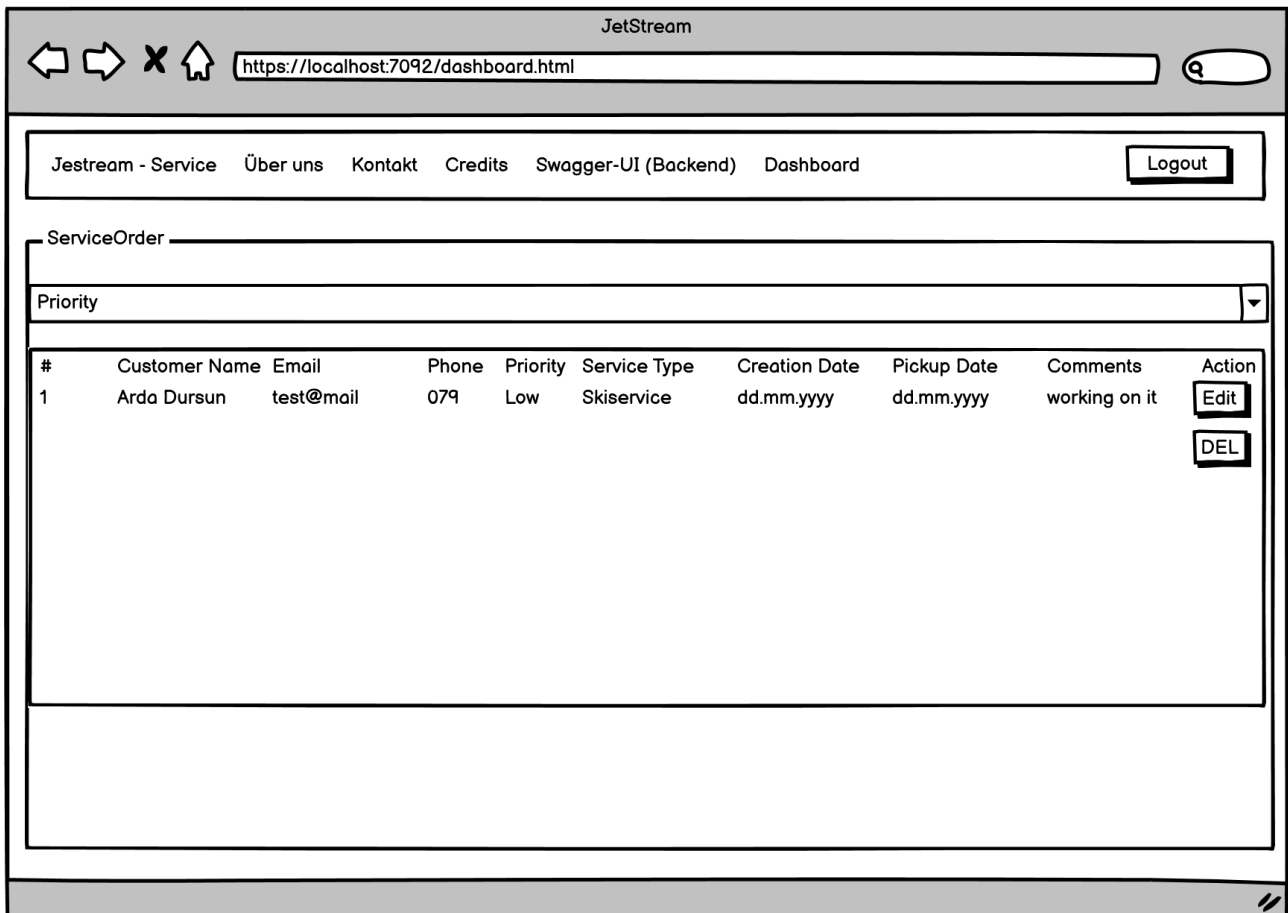 JetStream
https://localhost:7092/dashboard.html
Jestream - Service Über uns Kontakt Credits Swagger-UI (Backend) Dashboard Logout
ServiceOrder
Priority
# Customer Name Email Phone Priority Service Type Creation Date Pickup Date Comments Action
1 Arda Dursun test@mail 079 Low Skiservice dd.mm.yyyy dd.mm.yyyy working on it Edit
DEL